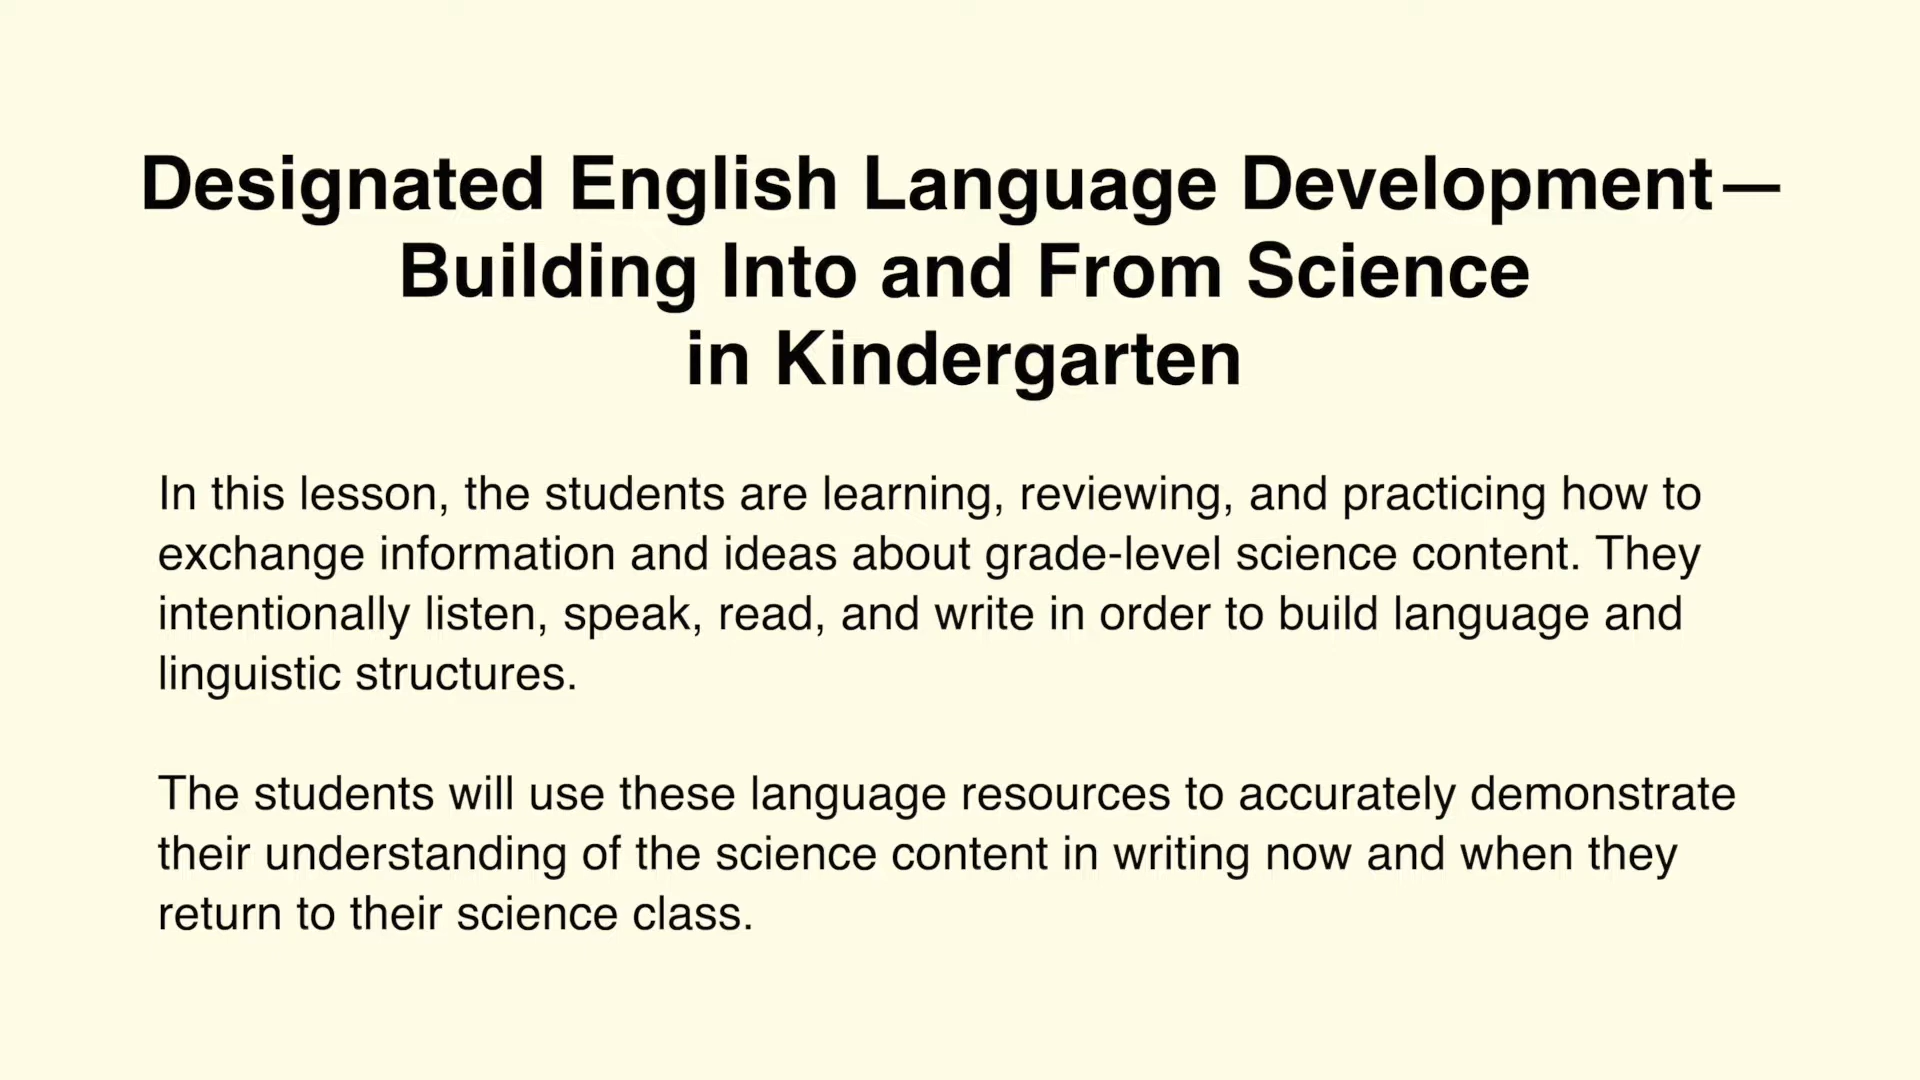 Designated English Language Development—
Building Into and From Science
in Kindergarten
In this lesson, the students are learning, reviewing, and practicing how to
exchange information and ideas about grade-level science content. They
intentionally listen, speak, read, and write in order to build language and
linguistic structures.
The students will use these language resources to accurately demonstrate
their understanding of the science content in writing now and when they
return to their science class.